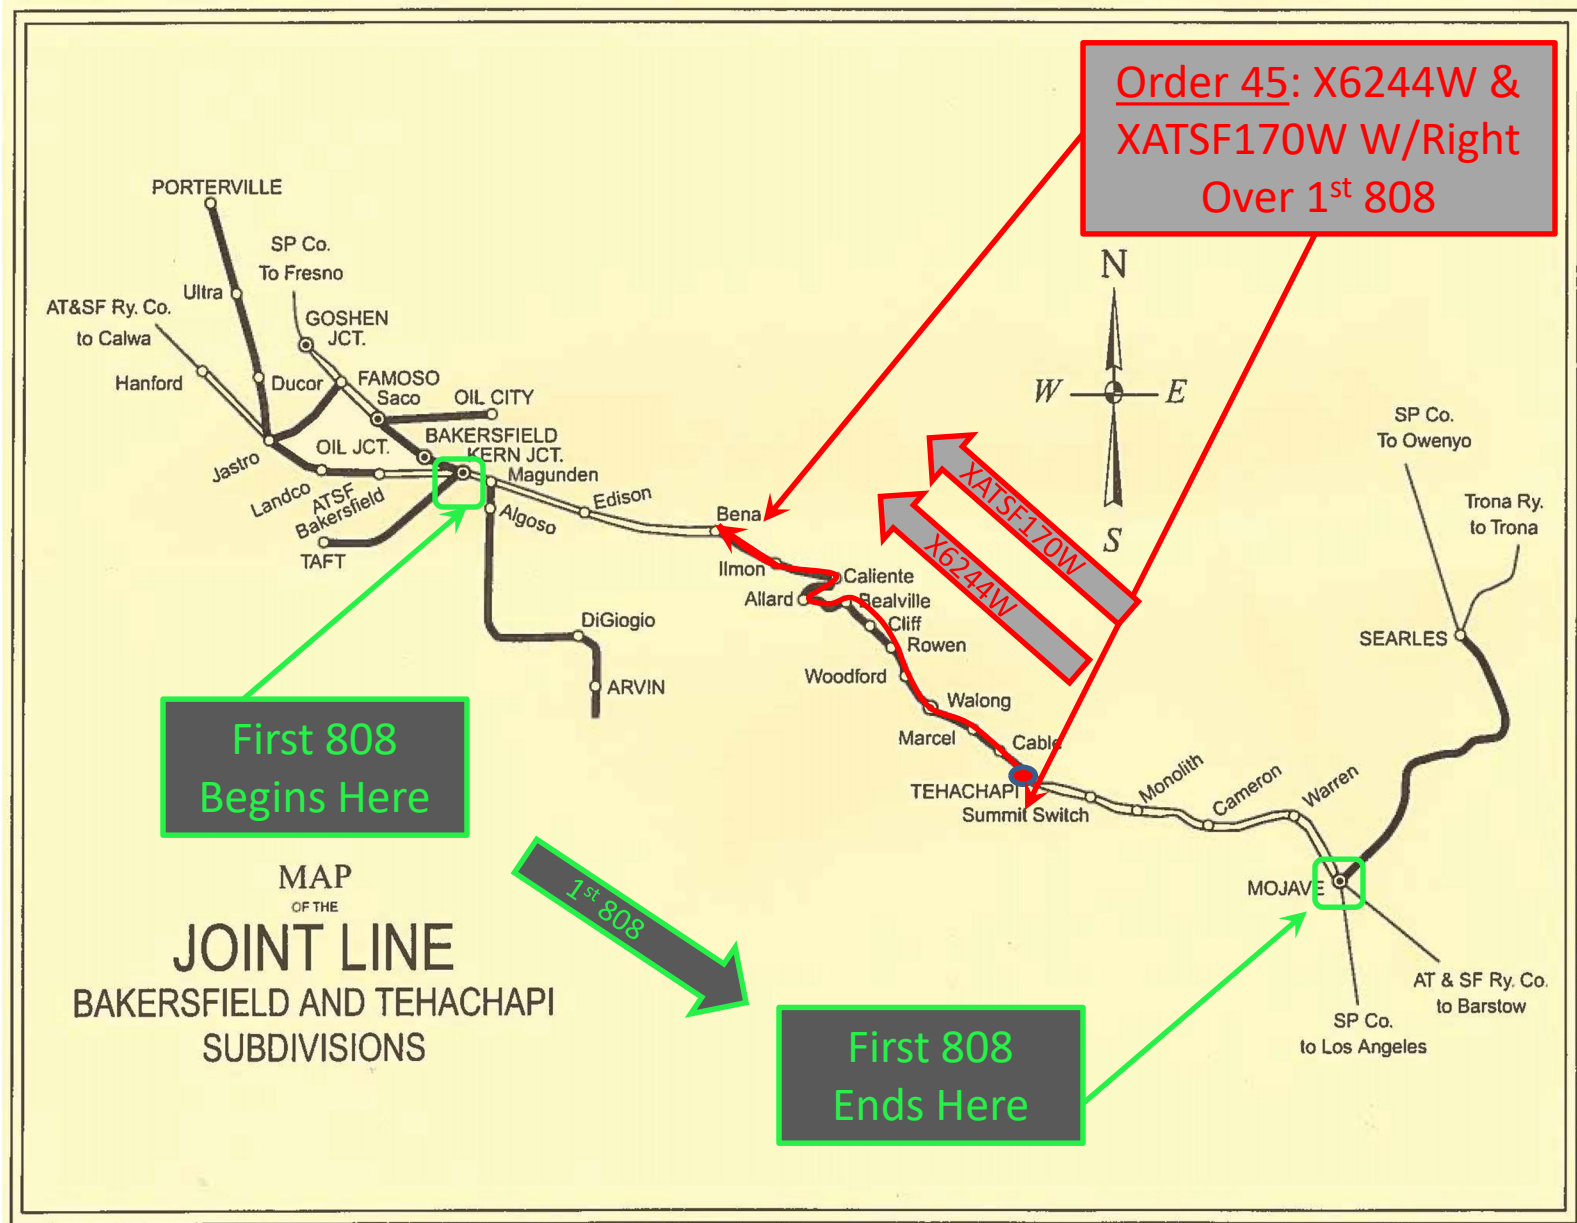 Order 45: X6244W &
XATSF170W W/Right
Over 1st 808
PORTERVILLE
SP Co.
To Fresno
Ultra
AT&SF Ry. Co.
to Calwa
GOSHEN
JCT.
Hanford
Ducor
FAMOSO
Saco
OIL CITY
BAKERSFIELD
KERN JCT.
OIL JCT.
Jastro
Landco
ATSF
Bakersfield
Magunden
Algoso
Edison
TAFT
DiGiogio
ARVIN
Bena
Ilmon
Caliente
Allard
Bealville
Cliff
Rowen
Woodford
Walong
Marcel
Cable
TEHACHAPI
Summit Switch
Monolith
Cameron
Warren
MOJAVE
N
W
E
S
XATSF170W
X6244W
SP Co.
To Owenyo
Trona Ry.
to Trona
SEARLES
AT & SF Ry. Co.
to Barstow
SP Co.
to Los Angeles
First 808
Begins Here
1st 808
First 808
Ends Here
MAP
OF THE
JOINT LINE
BAKERSFIELD AND TEHACHAPI
SUBDIVISIONS